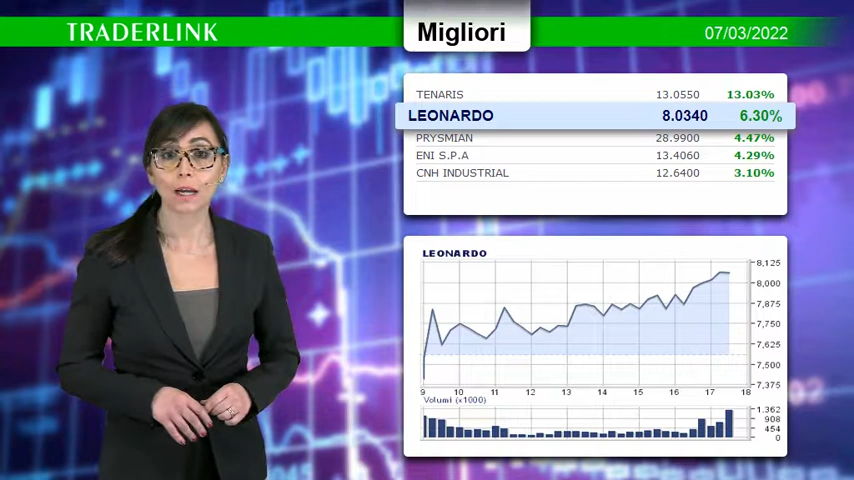 TRADERLINK
Migliori
07/03/2022
TENARIS 13.0550 13.03%
LEONARDO 8.0340 6.30%
PRYSMIAN 28.9900 4.47%
ENI S.P.A 13.4060 4.29%
CNH INDUSTRIAL 12.6400 3.10%
LEONARDO
8,125
8,000
7,875
7,750
7,625
7,500
7,375
9 10 11 12 13 14 15 16 17 18
Volumi (x1000)
1.362
908
454
0